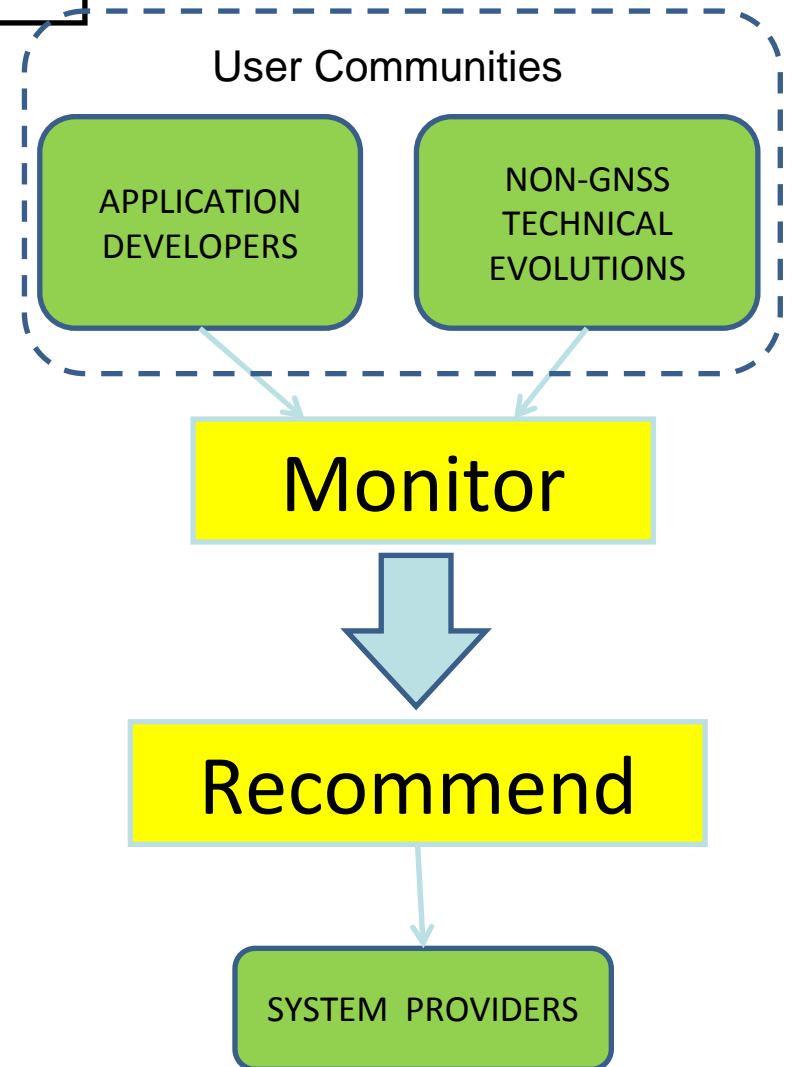 User Communities
APPLICATION
DEVELOPERS
NON-GNSS
TECHNICAL
EVOLUTIONS
Monitor
Recommend
SYSTEM PROVIDERS